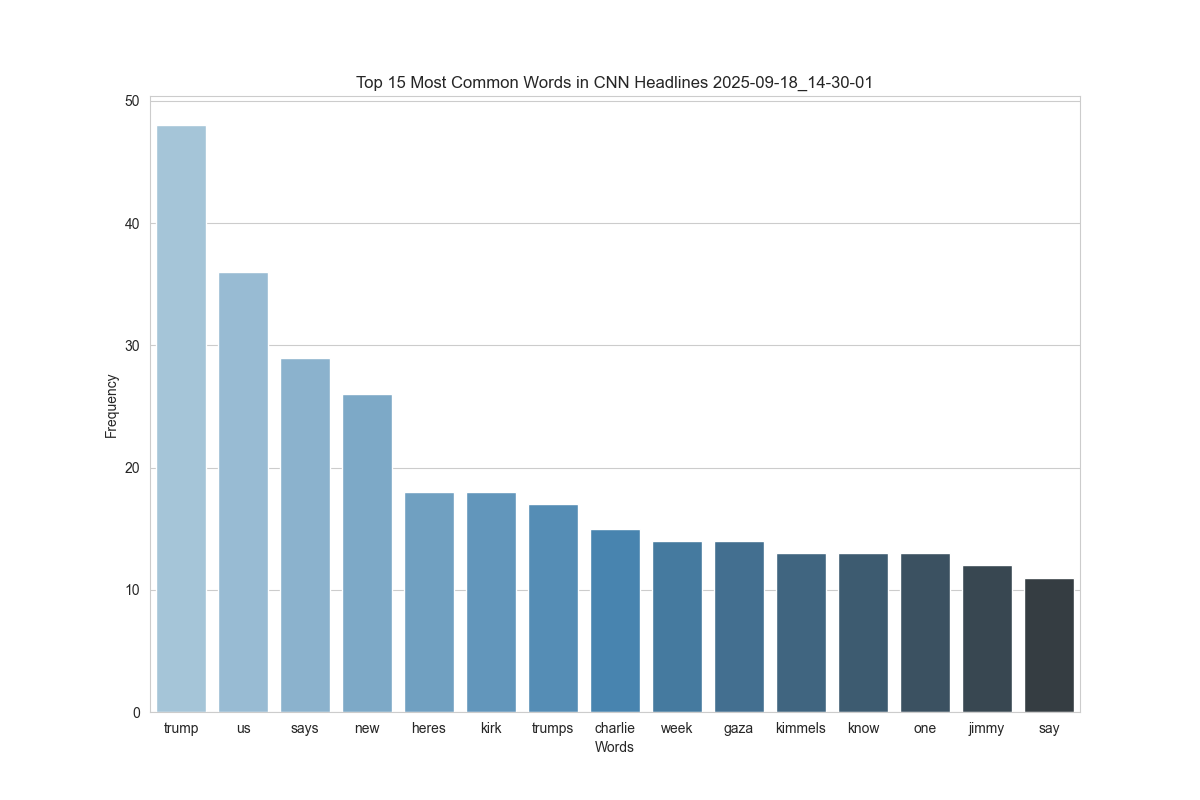 Top 15 Most Common Words in CNN Headlines 2025-09-18_14-30-01
50
40
30
20
10
0
Frequency
trump us says new heres kirk trumps charlie week gaza kimmels know one jimmy say
Words